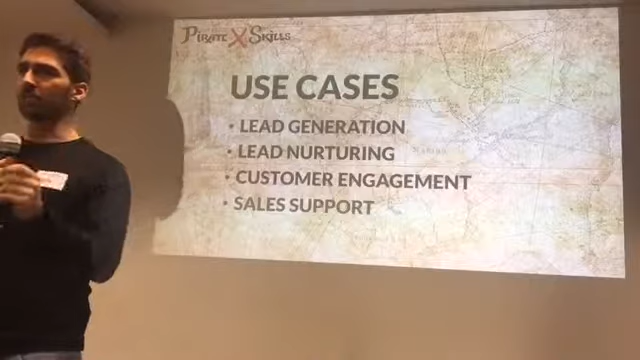 PIRATE X SKILLS
USE CASES
• LEAD GENERATION
• LEAD NURTURING
• CUSTOMER ENGAGEMENT
• SALES SUPPORT